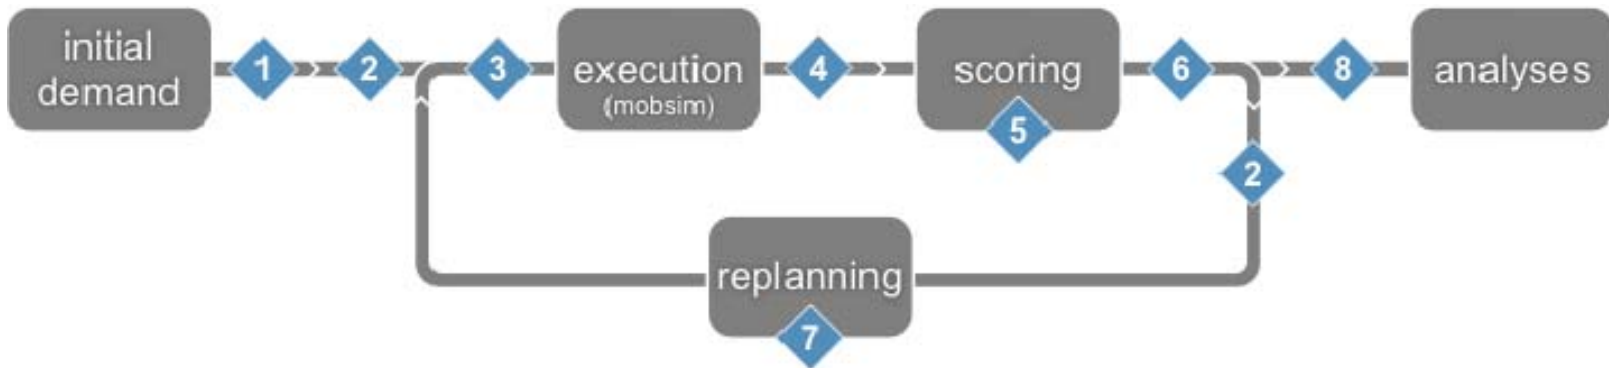 initial
demand
1
2
3
execution
(mobsim)
4
scoring
5
6
8
analyses
2
replanning
7